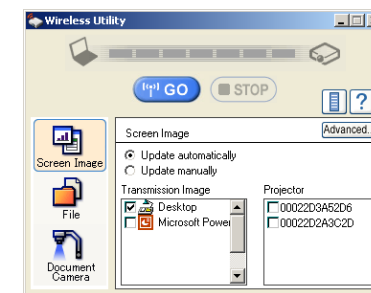 Wireless Utility
GO
STOP
?
Screen Image
Advanced.
Update automatically
Update manually
Screen Image
Transmission Image
Projector
Desktop
00022D3A52D6
Microsoft Power
00022D2A3C2D
File
Document
Camera